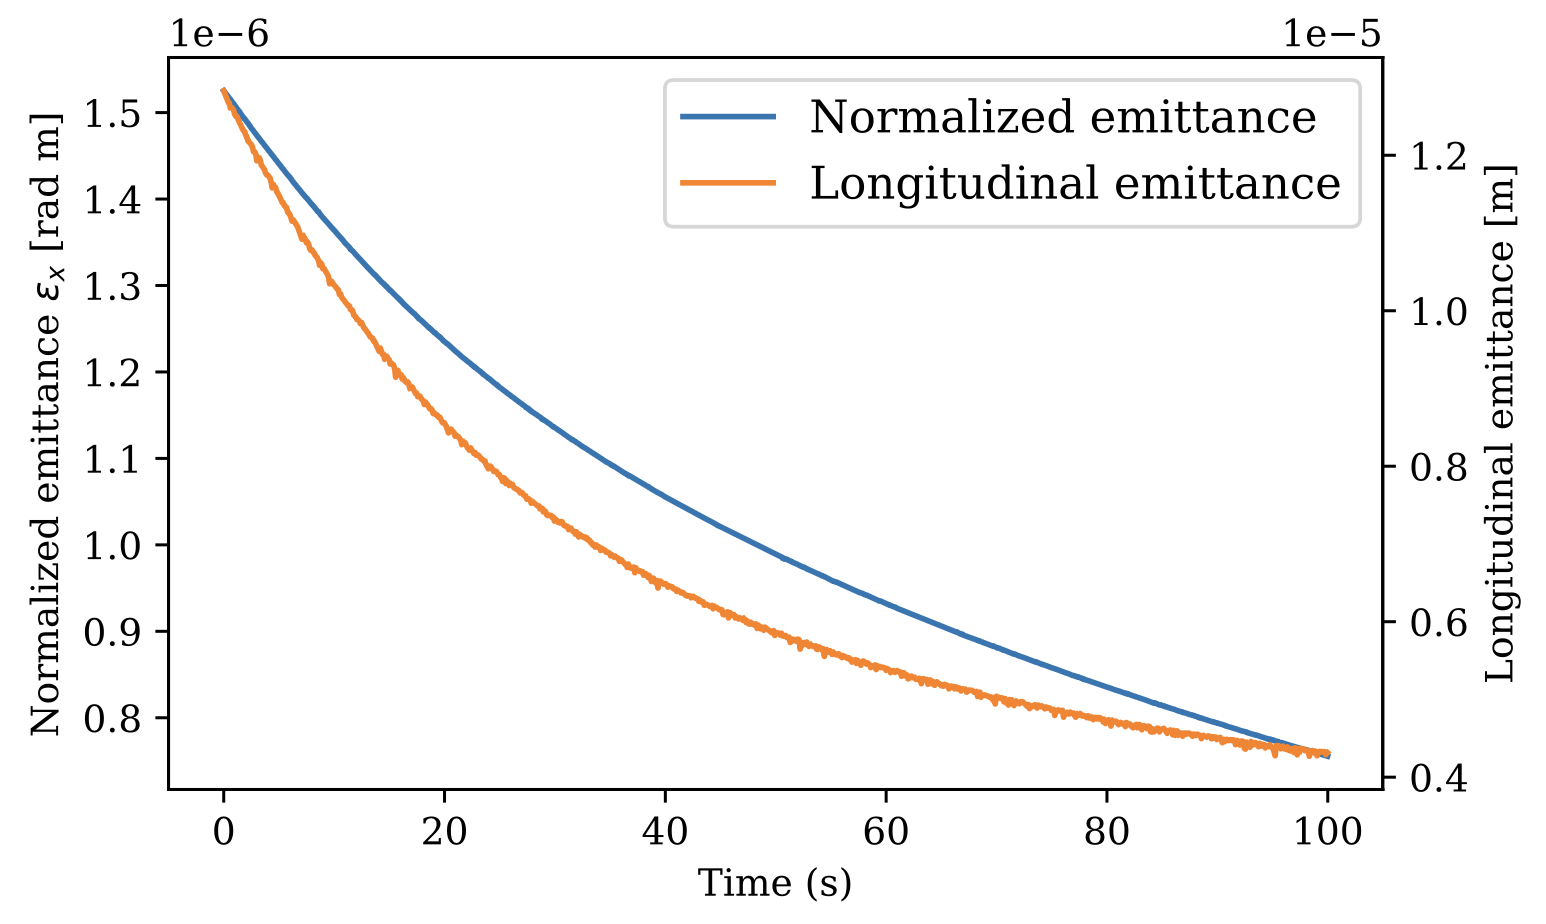 1e−6
1e−5
Normalized emittance
Longitudinal emittance
1.5
1.4
1.3
1.2
1.1
1.0
0.9
0.8
Normalized emittance εx [rad m]
1.2
1.0
0.8
0.6
0.4
Longitudinal emittance [m]
0 20 40 60 80 100
Time (s)